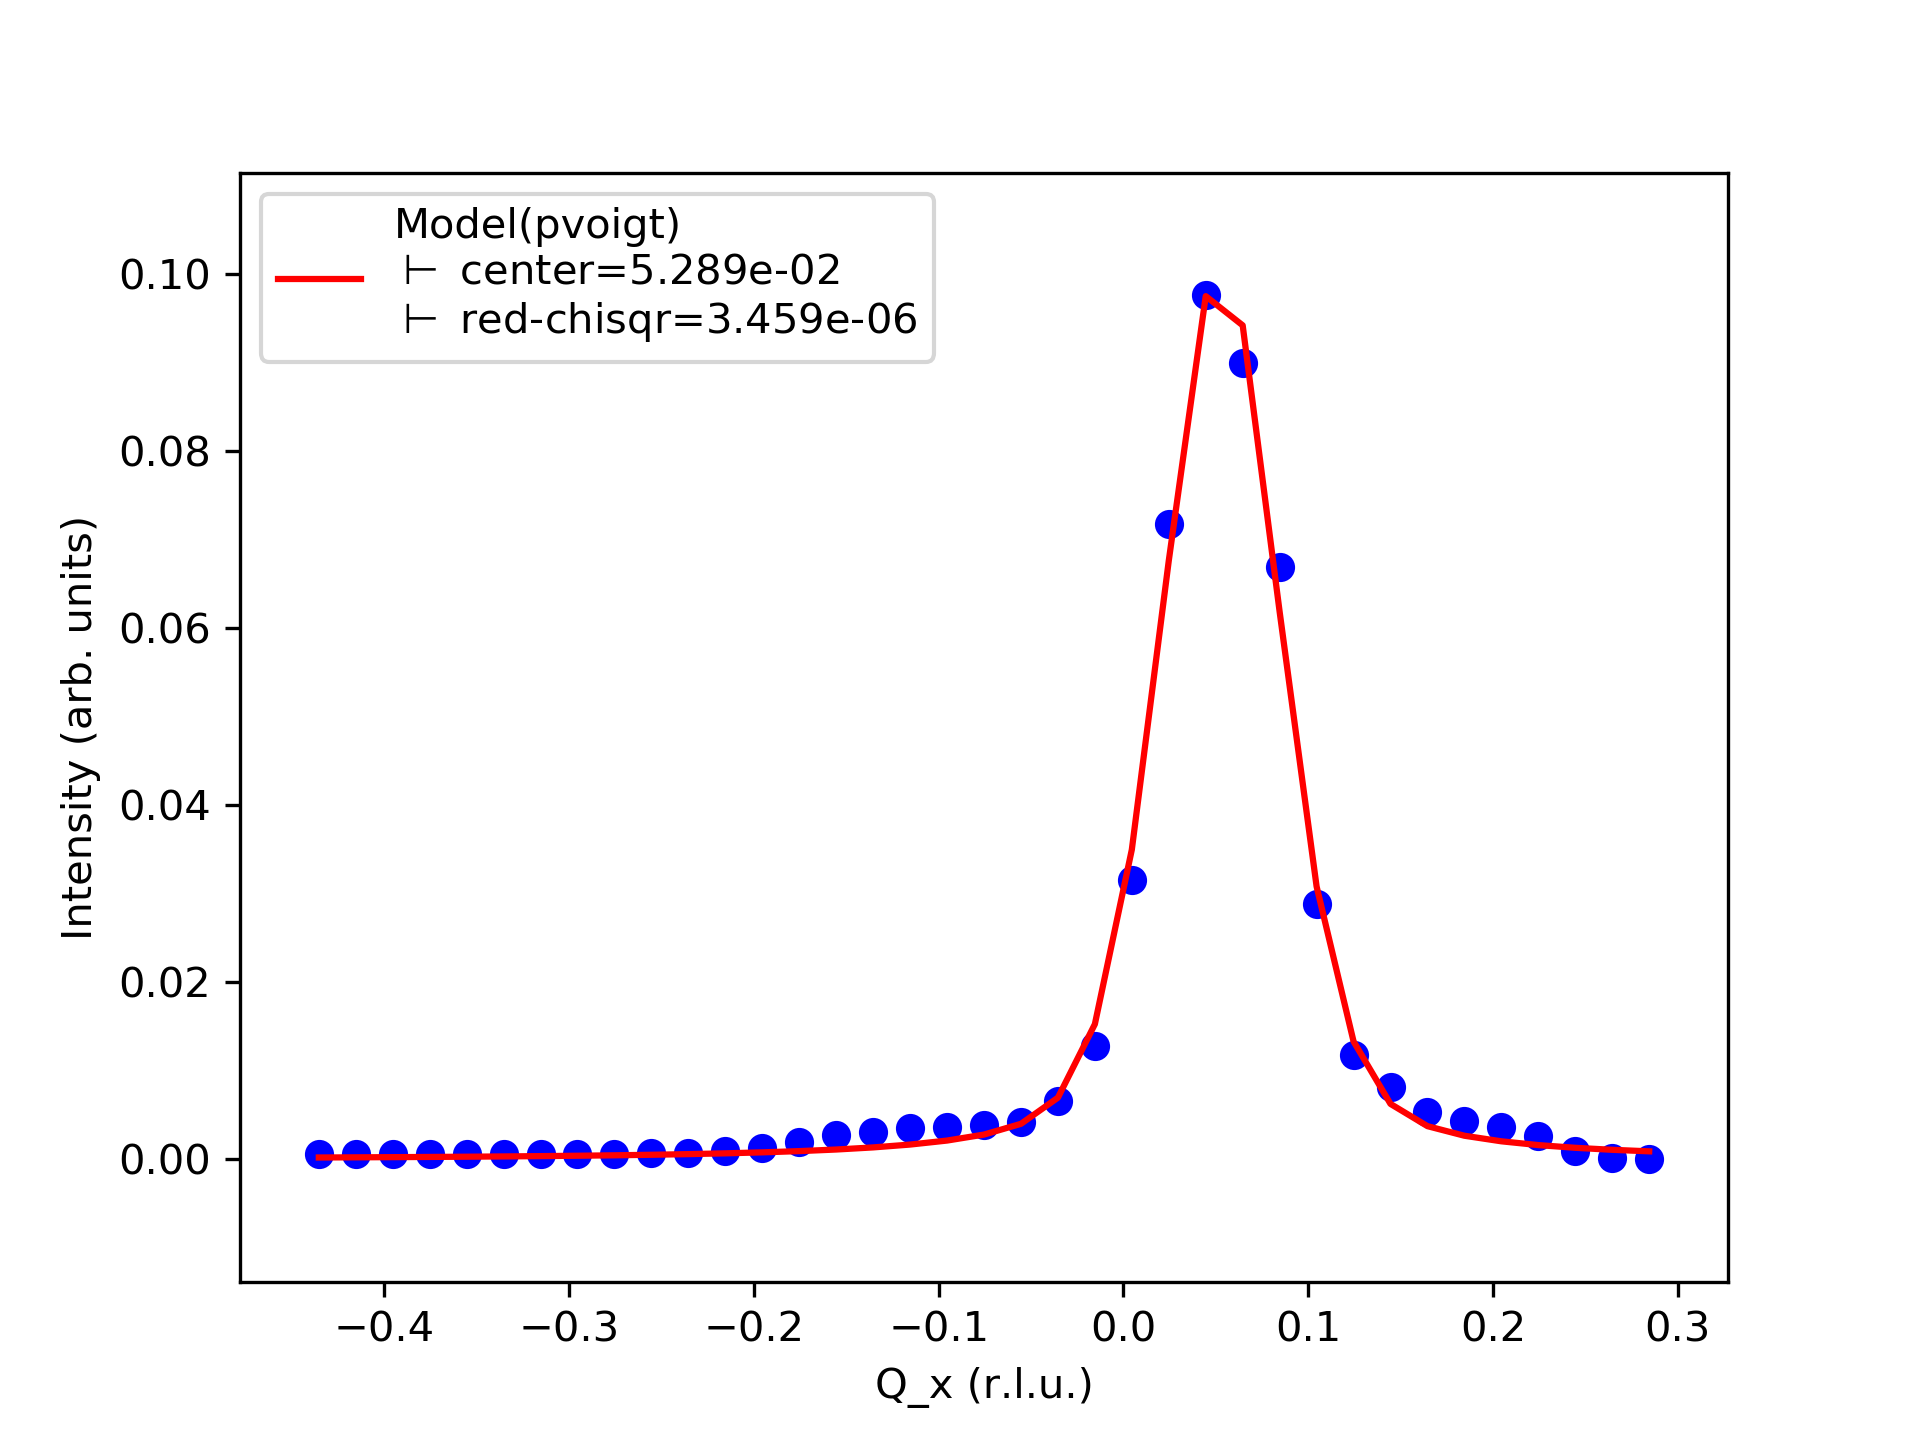 Model(pvoigt)
⊢ center=5.289e-02
⊢ red-chisqr=3.459e-06
0.10
0.08
0.06
0.04
0.02
0.00
Intensity (arb. units)
−0.4 −0.3 −0.2 −0.1 0.0 0.1 0.2 0.3
Q_x (r.l.u.)